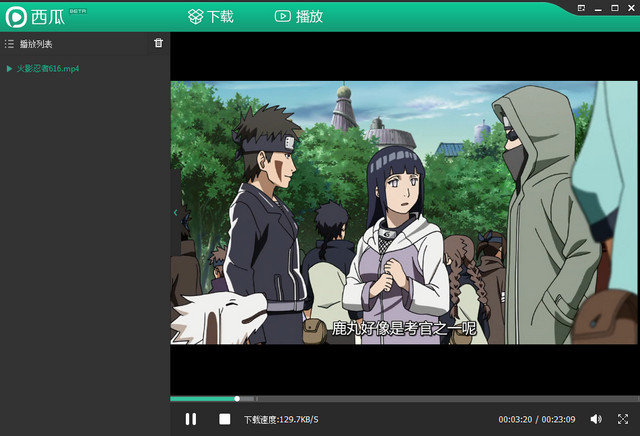 西瓜 BETA
下载
播放
播放列表
火影忍者616.mp4
鹿丸好像是考官之一呢
下载速度:129.7KB/S
00:03:20 / 00:23:09